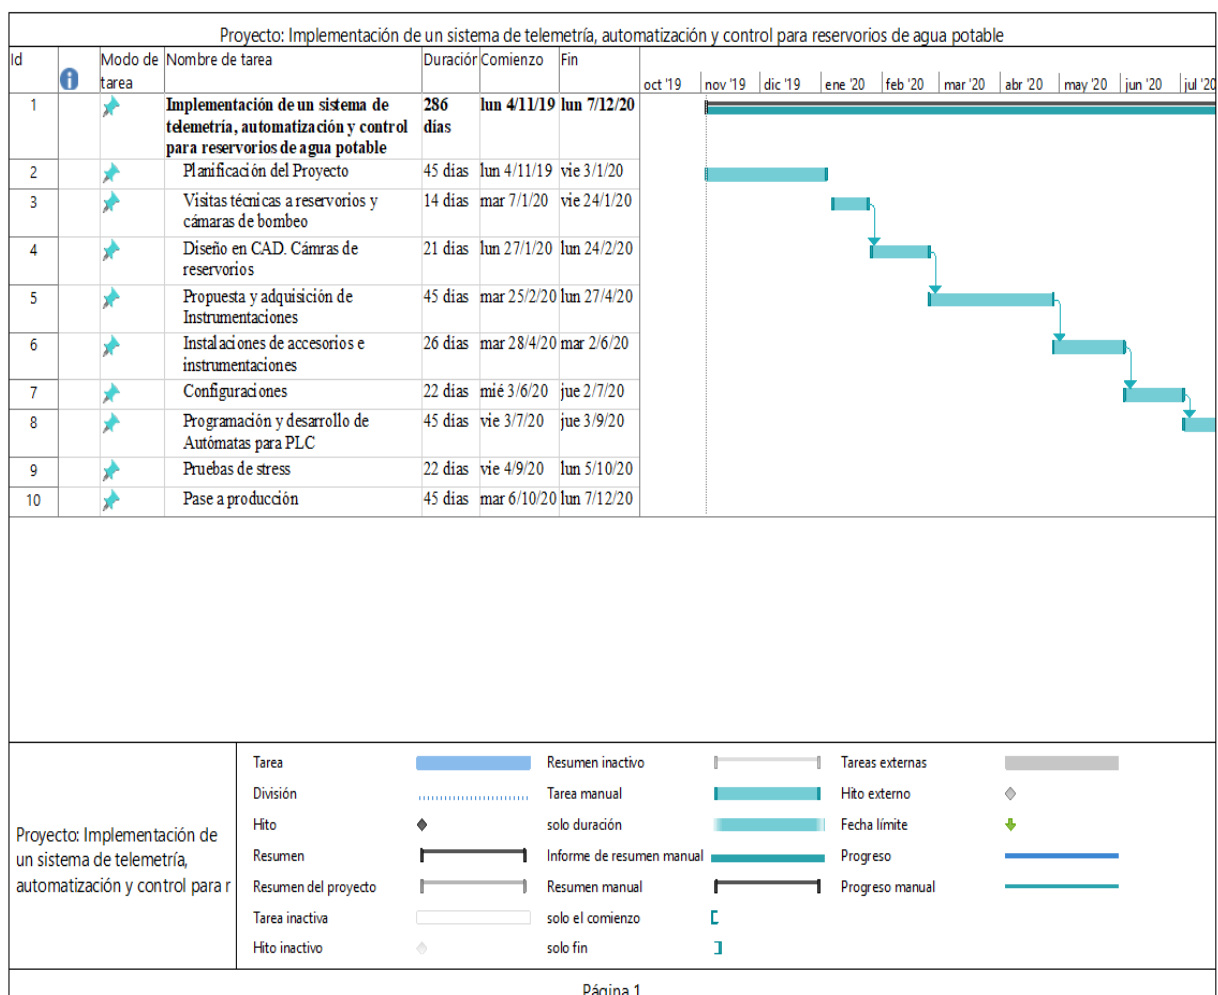 Proyecto: Implementación de un sistema de telemetría, automatización y control para reservorios de agua potable
Id Modo de tarea Nombre de tarea Duración Comienzo Fin
oct '19 nov '19 dic '19 ene '20 feb '20 mar '20 abr '20 may '20 jun '20 jul '20
1 Implementación de un sistema de 286 lun 4/11/19 lun 7/12/20
telemetría, automatización y control días
para reservorios de agua potable
2 Planificación del Proyecto 45 días lun 4/11/19 vie 3/1/20
3 Visitas técnicas a reservorios y 14 días mar 7/1/20 vie 24/1/20
cámaras de bombeo
4 Diseño en CAD. Cámras de 21 días lun 27/1/20 lun 24/2/20
reservorios
5 Propuesta y adquisición de 45 días mar 25/2/20 lun 27/4/20
Instrumentaciones
6 Instalaciones de accesorios e 26 días mar 28/4/20 mar 2/6/20
instrumentaciones
7 Configuraciones 22 días mié 3/6/20 jue 2/7/20
8 Programación y desarrollo de 45 días vie 3/7/20 jue 3/9/20
Autómatas para PLC
9 Pruebas de stress 22 días vie 4/9/20 lun 5/10/20
10 Pase a producción 45 días mar 6/10/20 lun 7/12/20
Proyecto: Implementación de
un sistema de telemetría,
automatización y control para r
Tarea
División
Hito
Resumen
Resumen del proyecto
Tarea inactiva
Hito inactivo
Resumen inactivo
Tarea manual
solo duración
Informe de resumen manual
Resumen manual
solo el comienzo
solo fin
Tareas externas
Hito externo
Fecha límite
Progreso
Progreso manual
Página 1